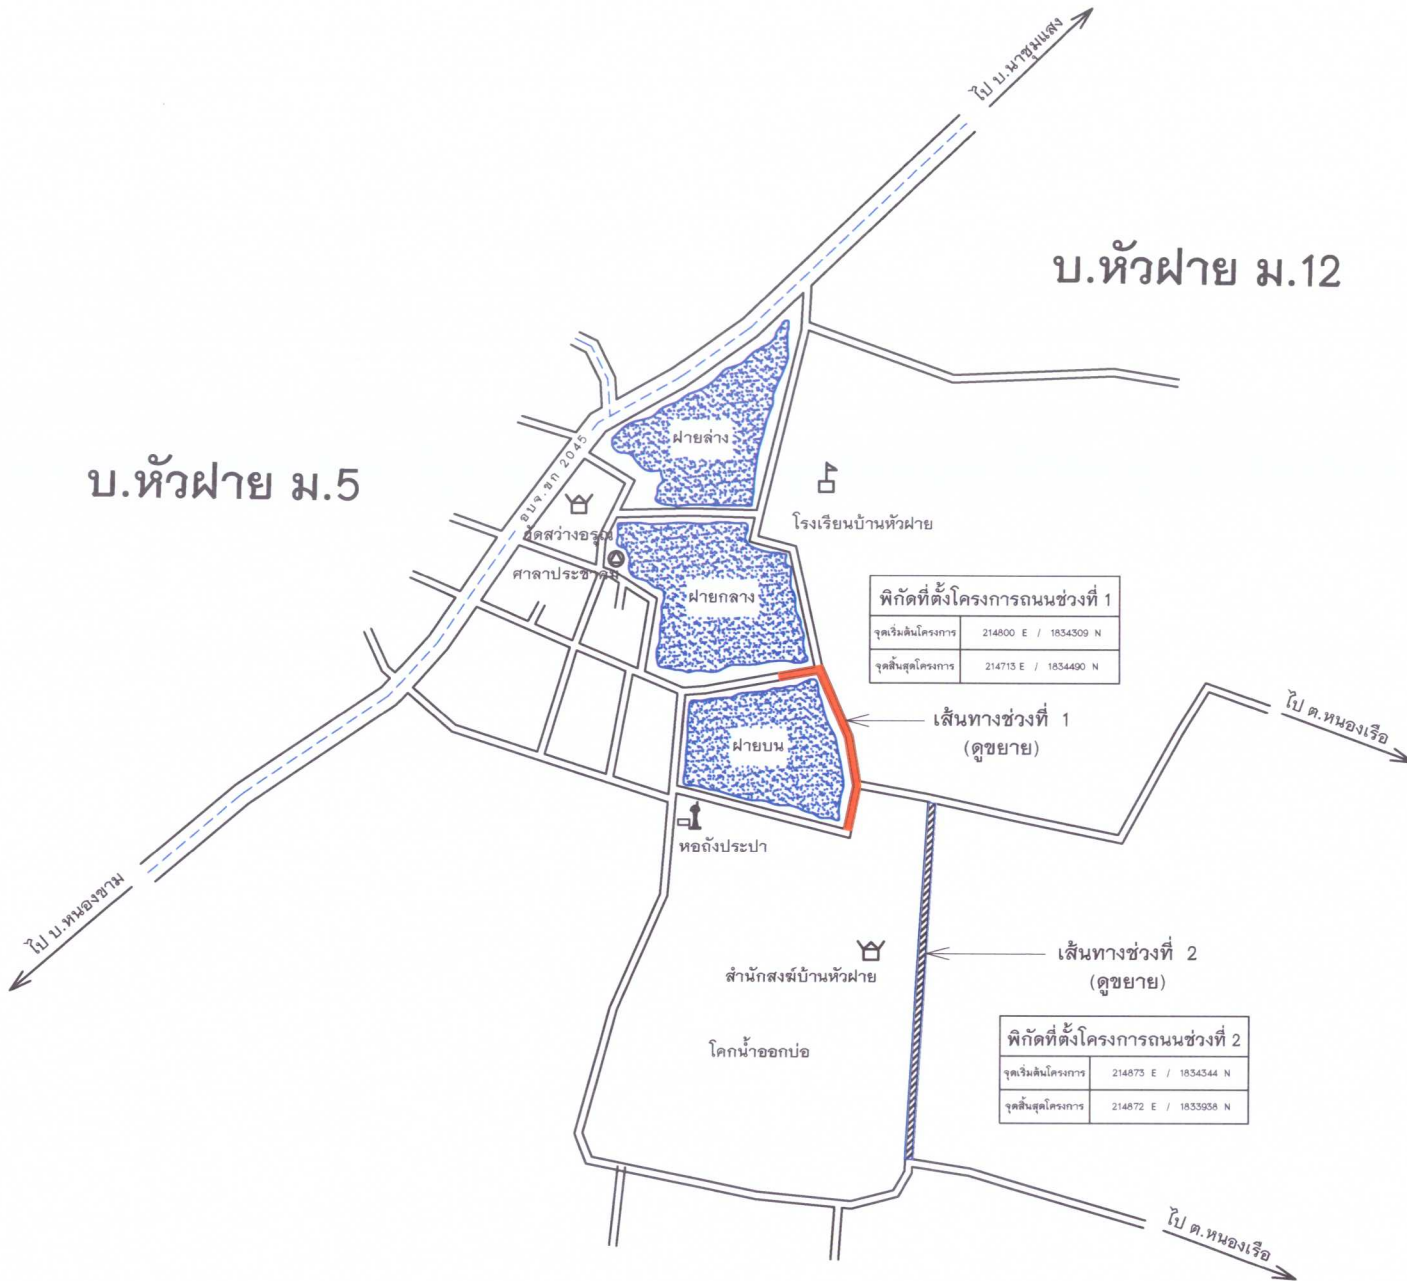 ไป บ.นาชุมแสง
บ.หัวฝาย ม.12
ฝายล่าง
บ.หัวฝาย ม.5
อบจ.ขก 2045
วัดสว่างอรุณ
โรงเรียนบ้านหัวฝาย
ศาลาประชาคม
ฝายกลาง
พิกัดที่ตั้งโครงการถนนช่วงที่ 1
จุดเริ่มต้นโครงการ 214800 E / 1834309 N
จุดสิ้นสุดโครงการ 214713 E / 1834490 N
เส้นทางช่วงที่ 1
(ดูขยาย)
ไป ต.หนองเรือ
ฝายบน
หอถังประปา
ไป บ.หนองขาม
เส้นทางช่วงที่ 2
(ดูขยาย)
สำนักสงฆ์บ้านหัวฝาย
โคกน้ำออกบ่อ
พิกัดที่ตั้งโครงการถนนช่วงที่ 2
จุดเริ่มต้นโครงการ 214873 E / 1834344 N
จุดสิ้นสุดโครงการ 214872 E / 1833938 N
ไป ต.หนองเรือ